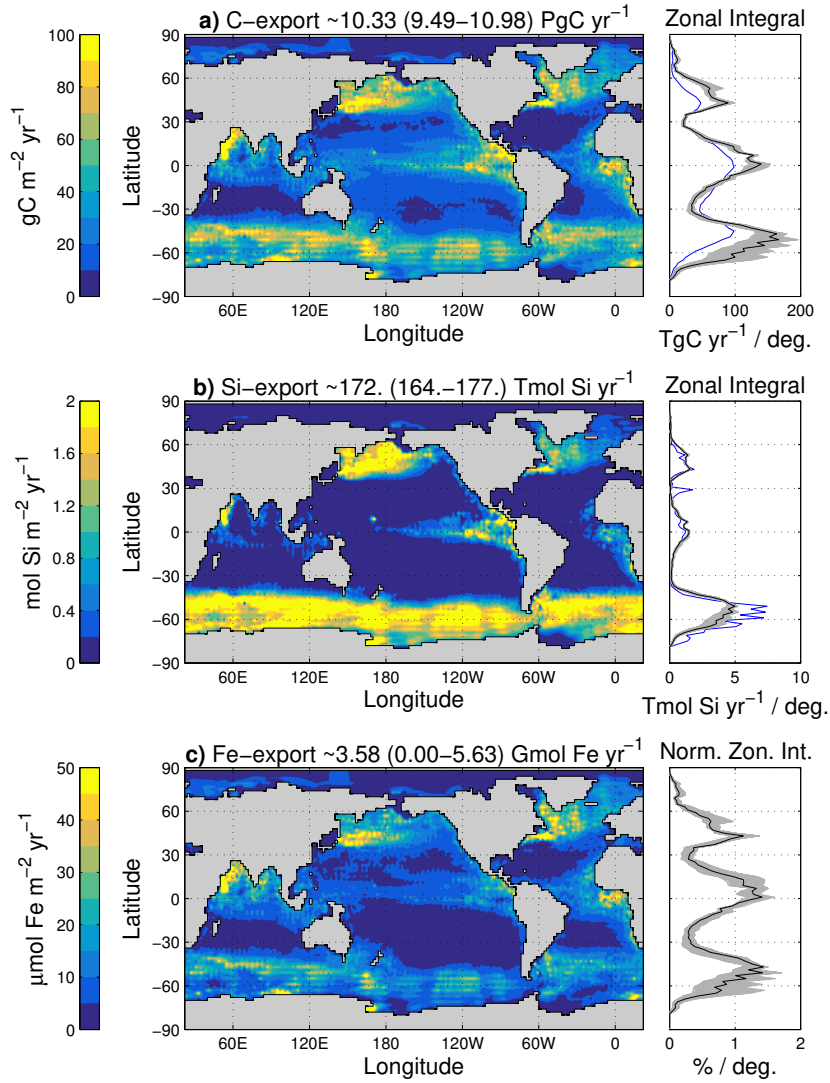 a) C−export ~10.33 (9.49−10.98) PgC yr−1
Zonal Integral
gC m−2 yr−1
100
80
60
40
20
0
Latitude
90
60
30
0
−30
−60
−90
60E 120E 180E 120W 60W 0E
Longitude
0 100 200
TgC yr−1 / deg.
b) Si−export ~172. (164.−177.) Tmol Si yr−1
Zonal Integral
mol Si m−2 yr−1
2
1.6
1.2
0.8
0.4
0
Latitude
90
60
30
0
−30
−60
−90
60E 120E 180E 120W 60W 0E
Longitude
0 5 10
Tmol Si yr−1 / deg.
c) Fe−export ~3.58 (0.00−5.63) Gmol Fe yr−1
Norm. Zon. Int.
μmol Fe m−2 yr−1
50
40
30
20
10
0
Latitude
90
60
30
0
−30
−60
−90
60E 120E 180E 120W 60W 0E
Longitude
0 1 2
% / deg.